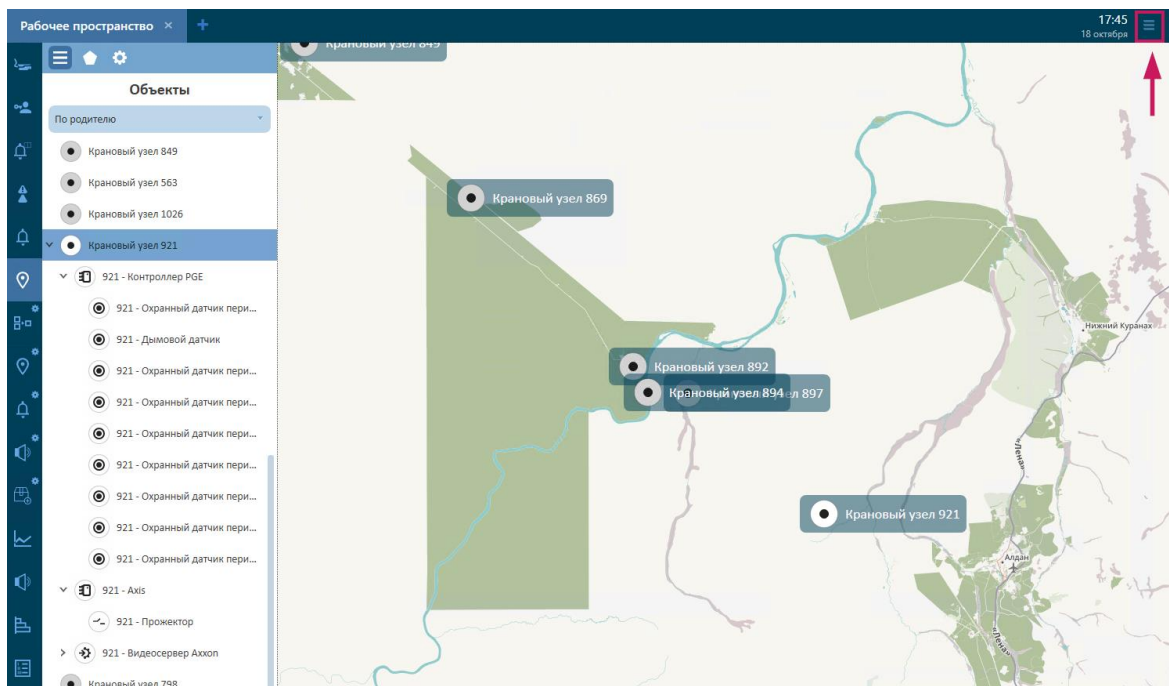 Рабочее пространство × +
17:45
18 октября
Объекты
По родителю
Крановый узел 849
Крановый узел 563
Крановый узел 1026
Крановый узел 921
921 - Контроллер PGE
921 - Охранный датчик пери...
921 - Дымовой датчик
921 - Охранный датчик пери...
921 - Охранный датчик пери...
921 - Охранный датчик пери...
921 - Охранный датчик пери...
921 - Охранный датчик пери...
921 - Охранный датчик пери...
921 - Охранный датчик пери...
921 - Axis
921 - Прожектор
921 - Видеосервер Axxon
Крановый узел 798
Крановый узел 849
Крановый узел 869
Нижний Куранах
Крановый узел 892
Крановый узел 894
л 897
«Лена»
Крановый узел 921
Алдан
«Лена»